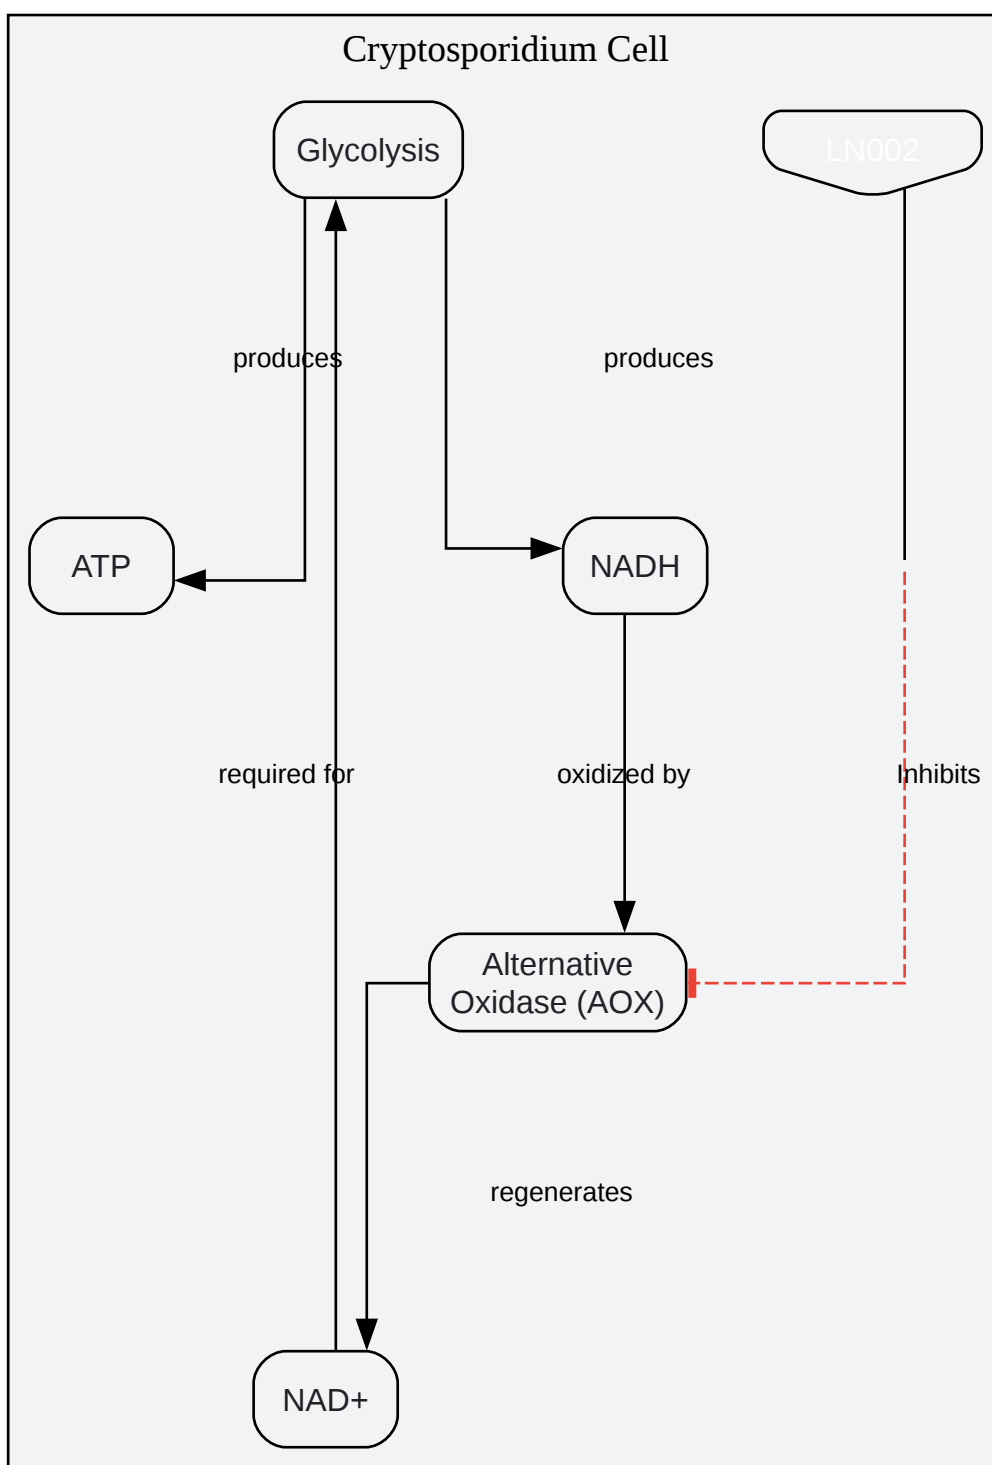 Cryptosporidium Cell
Glycolysis
LN002
produces
produces
ATP
NADH
required for
oxidized by
Inhibits
Alternative
Oxidase (AOX)
regenerates
NAD+